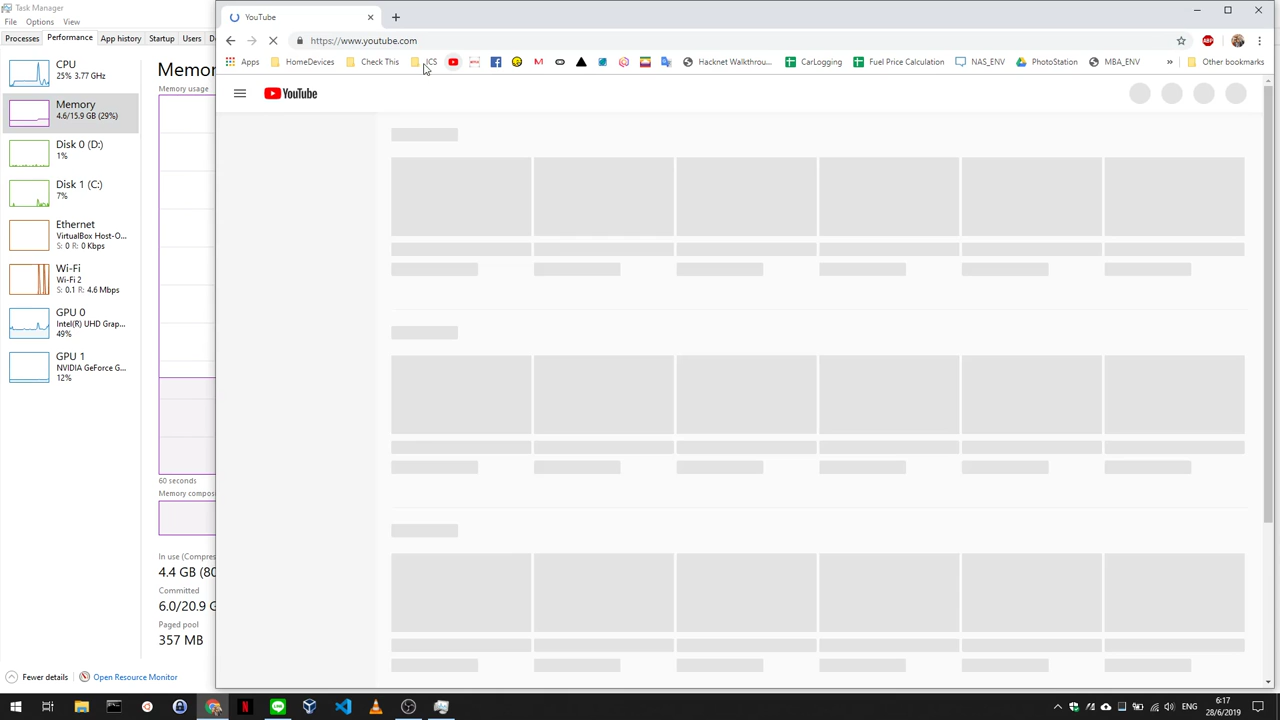 Task Manager
File Options View
Processes Performance App history Startup Users D
CPU
25% 3.77 GHz
Memory
4.6/15.9 GB (29%)
Disk 0 (D:)
1%
Disk 1 (C:)
7%
Ethernet
VirtualBox Host-O...
S: 0 R: 0 Kbps
Wi-Fi
Wi-Fi 2
S: 0.1 R: 4.6 Mbps
GPU 0
Intel(R) UHD Grap...
49%
GPU 1
NVIDIA GeForce G...
12%
Memor
Memory usage
60 seconds
Memory compos
In use (Compres
4.4 GB (80
Committed
6.0/20.9 G
Paged pool
357 MB
Fewer details Open Resource Monitor
YouTube
https://www.youtube.com
ABP
Apps HomeDevices Check This ICS Hacknet Walkthrou... CarLogging Fuel Price Calculation NAS_ENV PhotoStation MBA_ENV » Other bookmarks
YouTube
ENG
6:17
28/6/2019